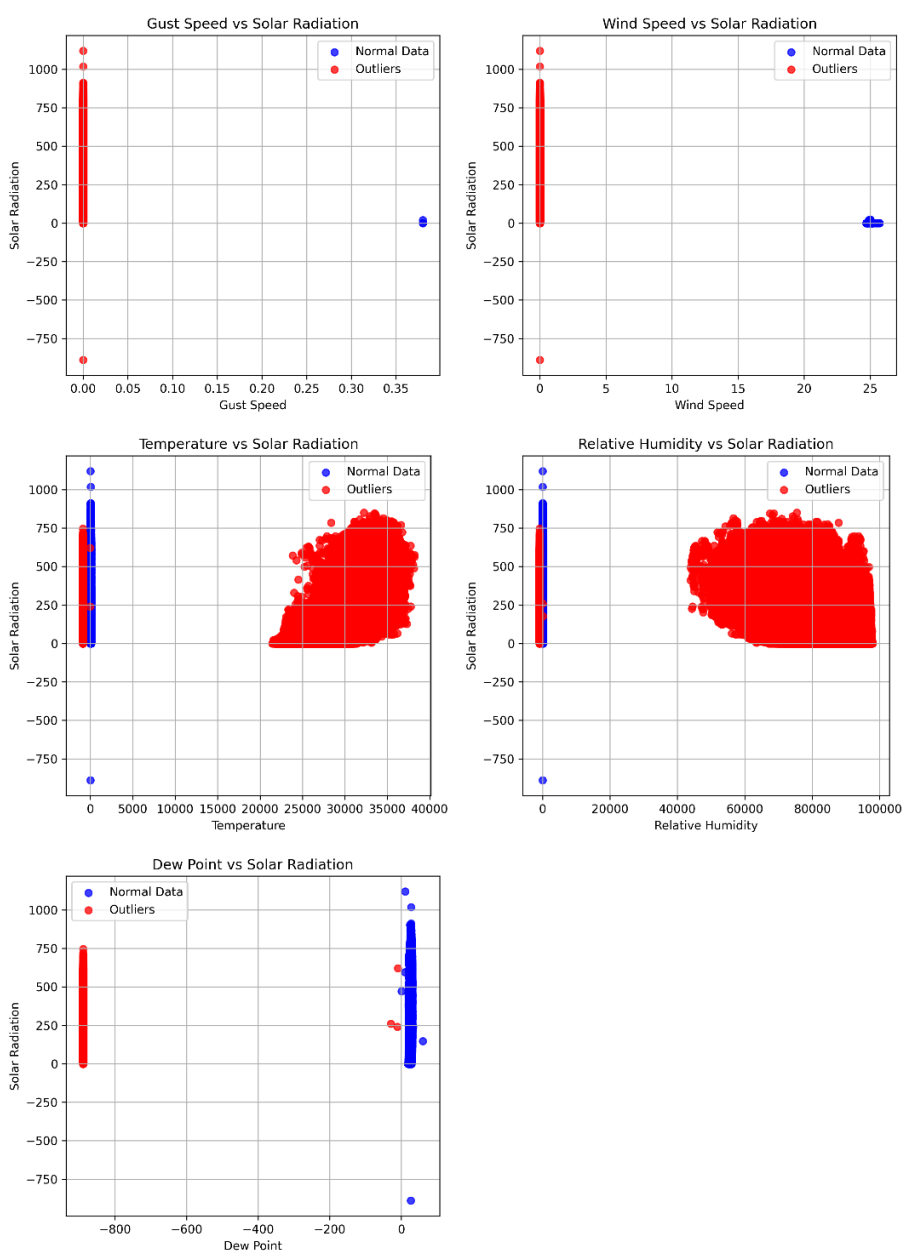 Gust Speed vs Solar Radiation
Normal Data
Outliers
1000
750
500
250
0
−250
−500
−750
Solar Radiation
0.00 0.05 0.10 0.15 0.20 0.25 0.30 0.35
Gust Speed
Wind Speed vs Solar Radiation
Normal Data
Outliers
1000
750
500
250
0
−250
−500
−750
Solar Radiation
0 5 10 15 20 25
Wind Speed
Temperature vs Solar Radiation
Normal Data
Outliers
1000
750
500
250
0
−250
−500
−750
Solar Radiation
0 5000 10000 15000 20000 25000 30000 35000 40000
Temperature
Relative Humidity vs Solar Radiation
Normal Data
Outliers
1000
750
500
250
0
−250
−500
−750
Solar Radiation
0 20000 40000 60000 80000 100000
Relative Humidity
Dew Point vs Solar Radiation
Normal Data
Outliers
1000
750
500
250
0
−250
−500
−750
Solar Radiation
−800 −600 −400 −200 0
Dew Point